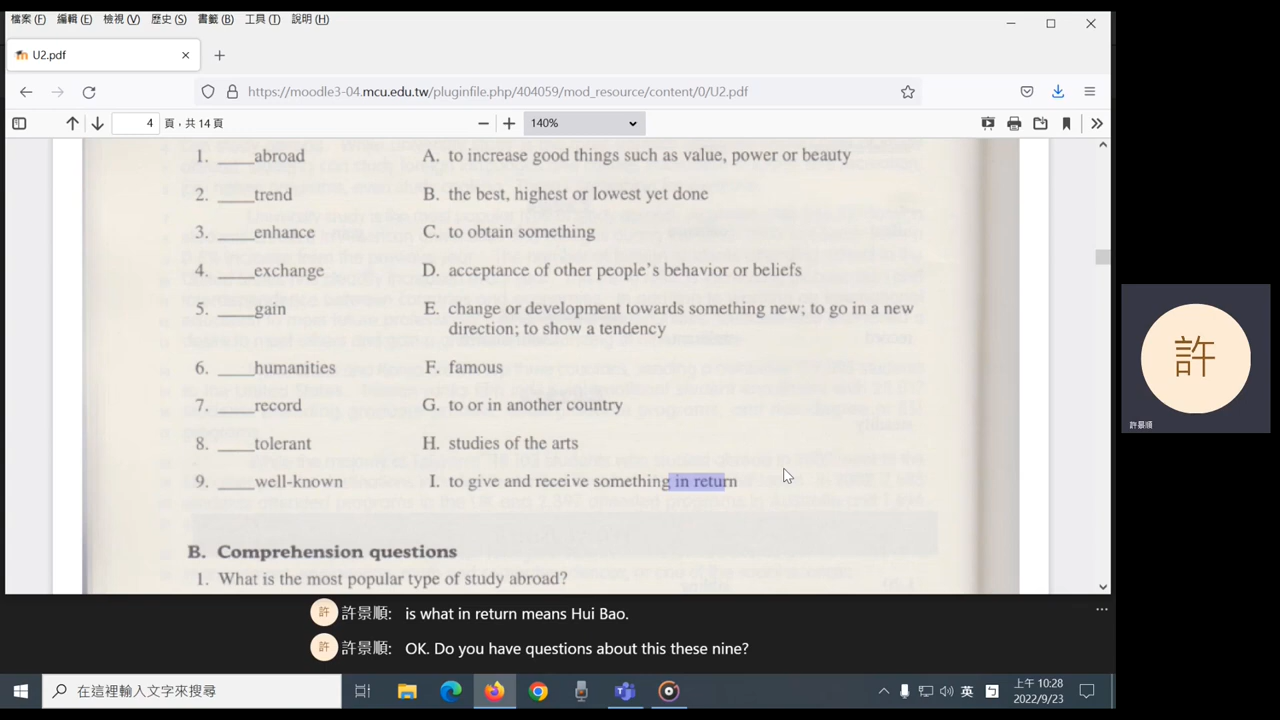 檔案 (F) 編輯 (E) 檢視 (V) 歷史 (S) 書籤 (B) 工具 (T) 說明 (H)
U2.pdf
https://moodle3-04.mcu.edu.tw/pluginfile.php/404059/mod_resource/content/0/U2.pdf
4 頁，共 14 頁 140%
1. ____abroad A. to increase good things such as value, power or beauty
2. ____trend B. the best, highest or lowest yet done
3. ____enhance C. to obtain something
4. ____exchange D. acceptance of other people's behavior or beliefs
5. ____gain E. change or development towards something new; to go in a new
direction; to show a tendency
6. ____humanities F. famous
7. ____record G. to or in another country
8. ____tolerant H. studies of the arts
9. ____well-known I. to give and receive something in return
B. Comprehension questions
1. What is the most popular type of study abroad?
許
許景順
許 許景順: is what in return means Hui Bao.
許 許景順: OK. Do you have questions about this these nine?
在這裡輸入文字來搜尋
英
上午 10:28
2022/9/23